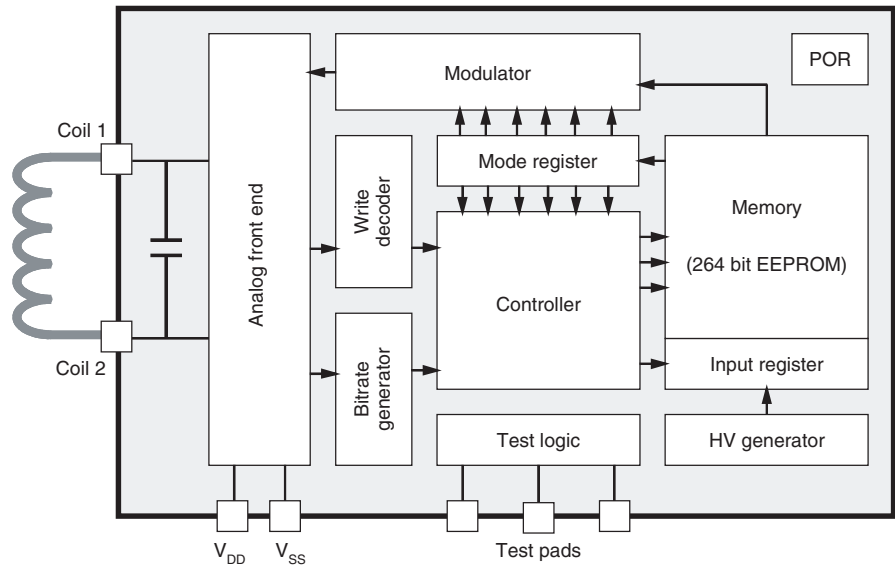 POR
Modulator
Coil 1
Mode register
Write
decoder
Memory
(264 bit EEPROM)
Analog front end
Controller
Coil 2
Bitrate
generator
Input register
Test logic
HV generator
VDD
VSS
Test pads